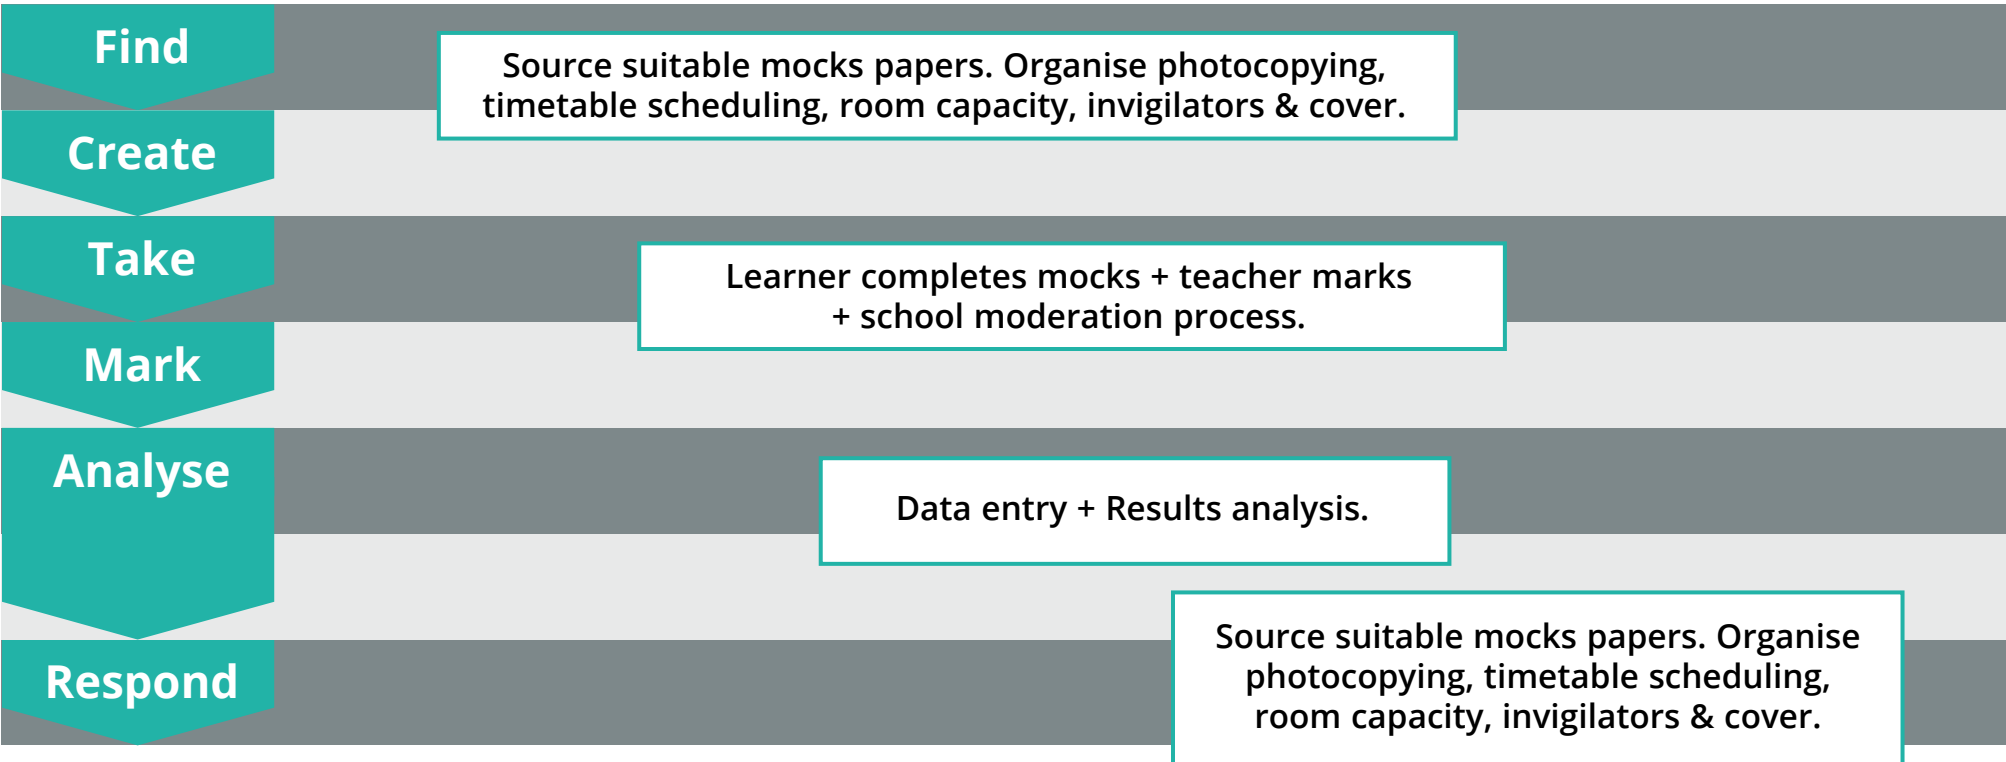 Find
Source suitable mocks papers. Organise photocopying,
timetable scheduling, room capacity, invigilators & cover.
Create
Take
Learner completes mocks + teacher marks
+ school moderation process.
Mark
Analyse
Data entry + Results analysis.
Respond
Source suitable mocks papers. Organise
photocopying, timetable scheduling,
room capacity, invigilators & cover.